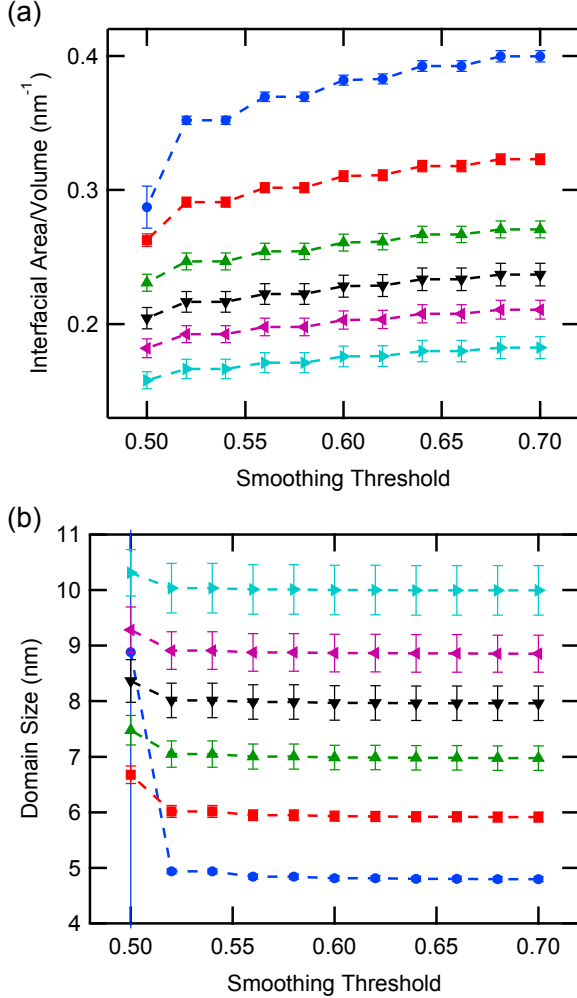 (a)
0.4
0.3
0.2
Interfacial Area/Volume (nm⁻¹)
0.50 0.55 0.60 0.65 0.70
Smoothing Threshold
(b)
11
10
9
8
7
6
5
4
Domain Size (nm)
0.50 0.55 0.60 0.65 0.70
Smoothing Threshold